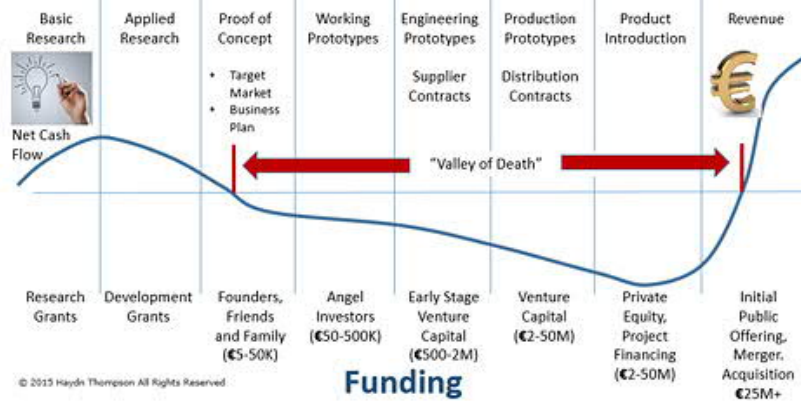 Basic
Research
Applied
Research
Proof of
Concept
Working
Prototypes
Engineering
Prototypes
Production
Prototypes
Product
Introduction
Revenue
• Target
Market
• Business
Plan
Supplier
Contracts
Distribution
Contracts
€
Net Cash
Flow
"Valley of Death"
Research
Grants
Development
Grants
Founders,
Friends
and Family
(€5-50K)
Angel
Investors
(€50-500K)
Early Stage
Venture
Capital
(€500-2M)
Venture
Capital
(€2-50M)
Private
Equity,
Project
Financing
(€2-50M)
Initial
Public
Offering,
Merger.
Acquisition
€25M+
© 2015 Haydn Thompson All Rights Reserved
Funding